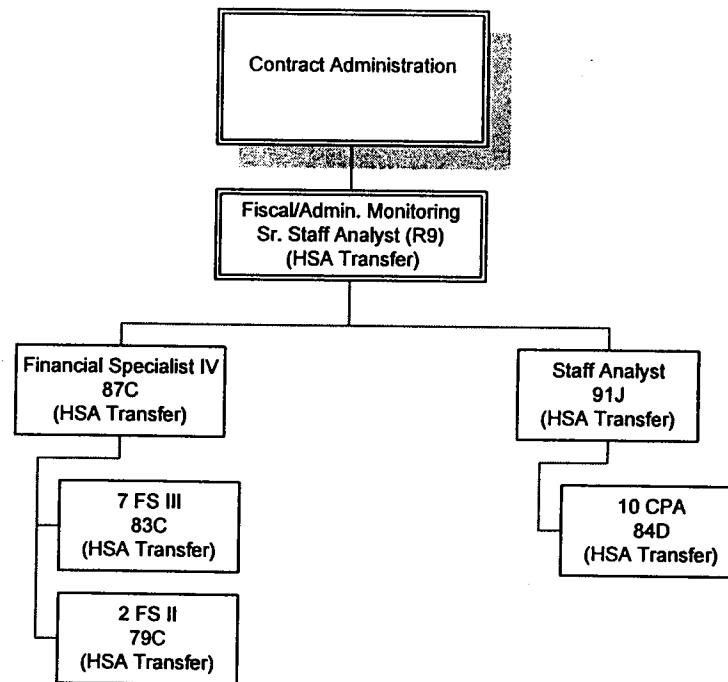 Contract Administration
Fiscal/Admin. Monitoring
Sr. Staff Analyst (R9)
(HSA Transfer)
Financial Specialist IV
87C
(HSA Transfer)
7 FS III
83C
(HSA Transfer)
2 FS II
79C
(HSA Transfer)
Staff Analyst
91J
(HSA Transfer)
10 CPA
84D
(HSA Transfer)